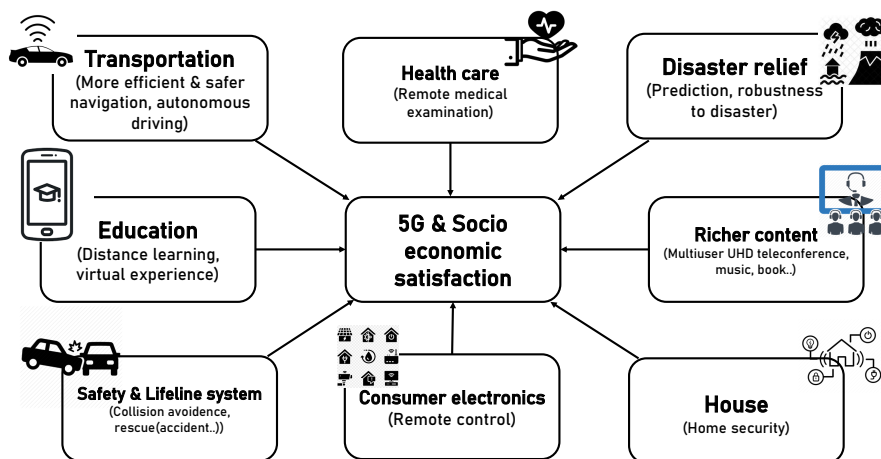 Transportation
(More efficient & safer
navigation, autonomous
driving)
Health care
(Remote medical
examination)
Disaster relief
(Prediction, robustness
to disaster)
Education
(Distance learning,
virtual experience)
5G & Socio
economic
satisfaction
Richer content
(Multiuser UHD teleconference,
music, book..)
Safety & Lifeline system
(Collision avoidence,
rescue(accident..))
Consumer electronics
(Remote control)
House
(Home security)